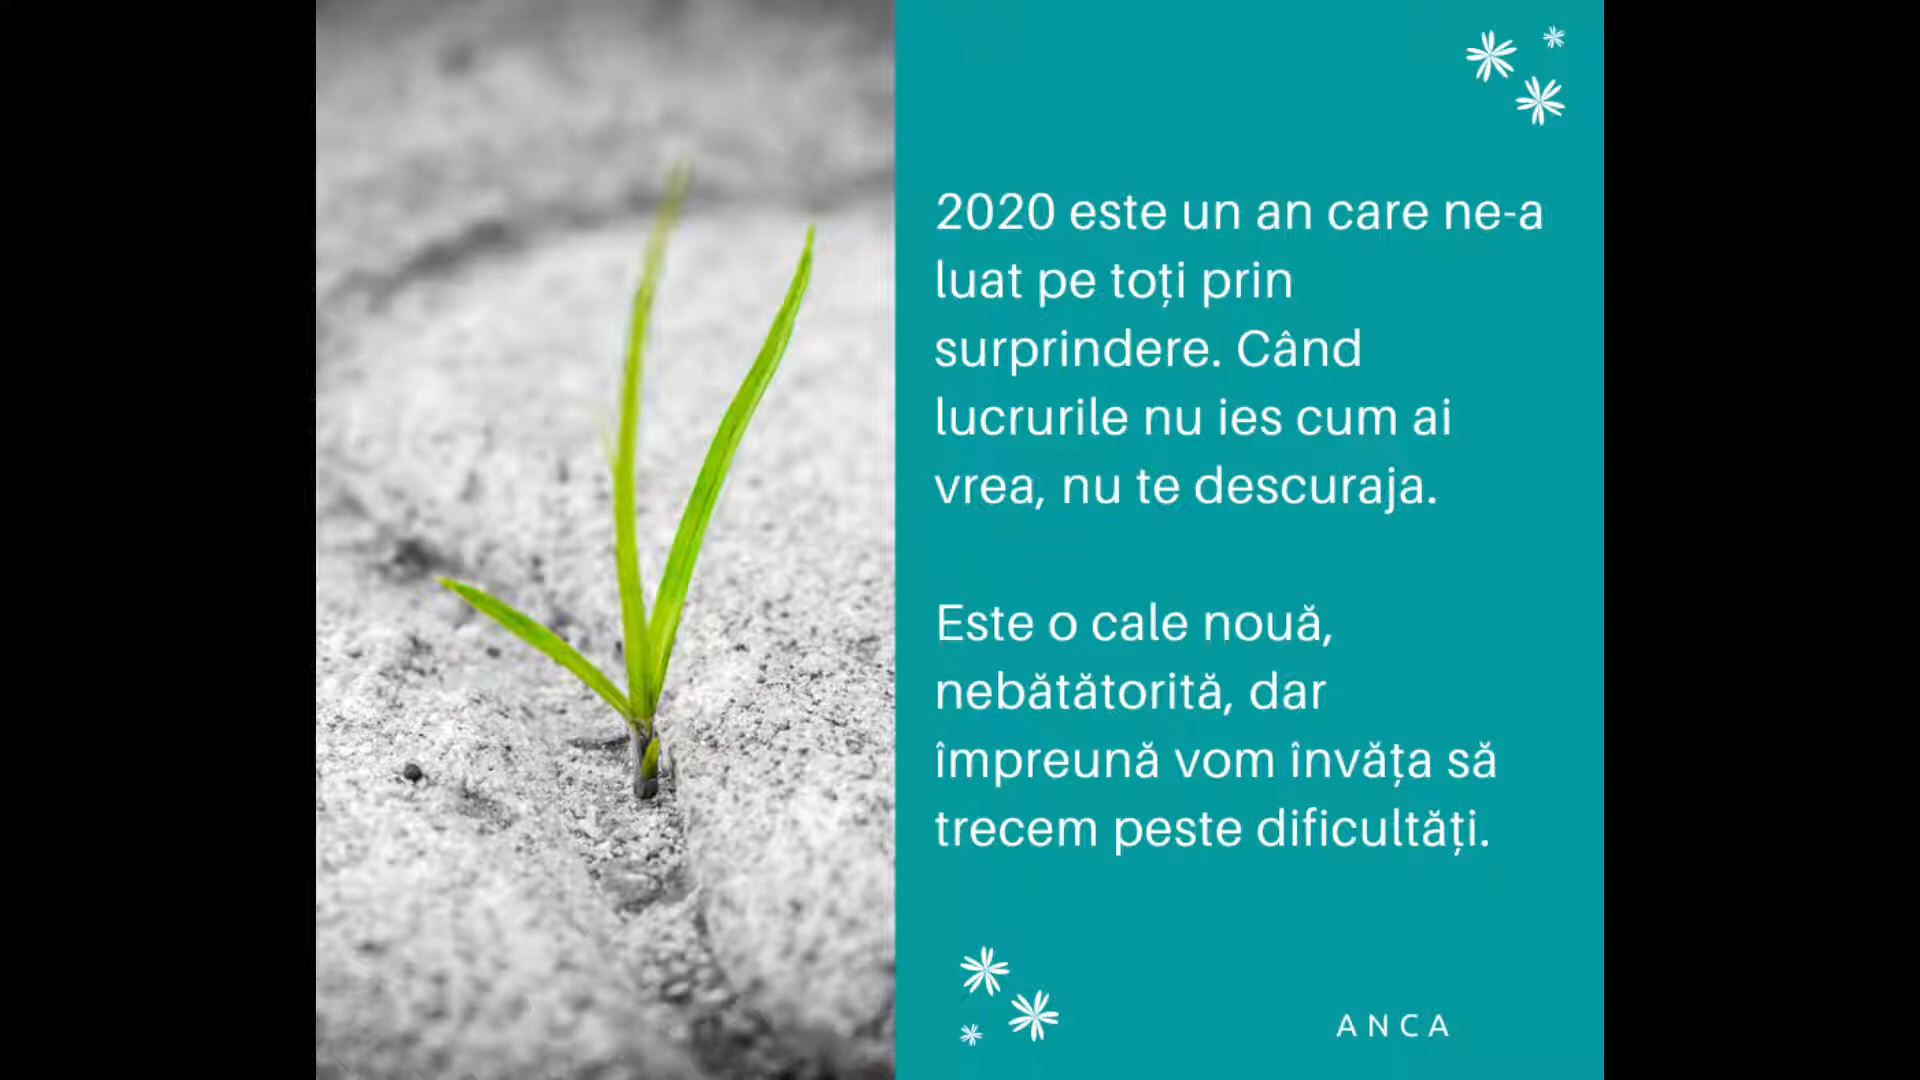 2020 este un an care ne-a
luat pe toți prin
surprindere. Când
lucrurile nu ies cum ai
vrea, nu te descuraja.
Este o cale nouă,
nebătătorită, dar
împreună vom învăța să
trecem peste dificultăți.
ANCA